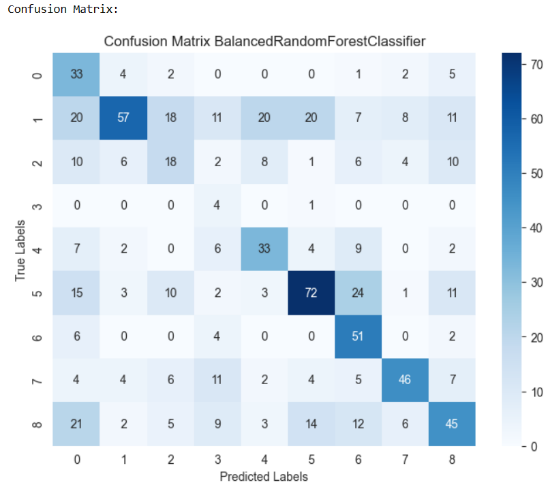 Confusion Matrix:
Confusion Matrix BalancedRandomForestClassifier
0 33 4 2 0 0 0 1 2 5
1 20 57 18 11 20 20 7 8 11
2 10 6 18 2 8 1 6 4 10
3 0 0 0 4 0 1 0 0 0
4 7 2 0 6 33 4 9 0 2
5 15 3 10 2 3 72 24 1 11
6 6 0 0 4 0 0 51 0 2
7 4 4 6 11 2 4 5 46 7
8 21 2 5 9 3 14 12 6 45
0 1 2 3 4 5 6 7 8
True Labels
Predicted Labels
70
60
50
40
30
20
10
0